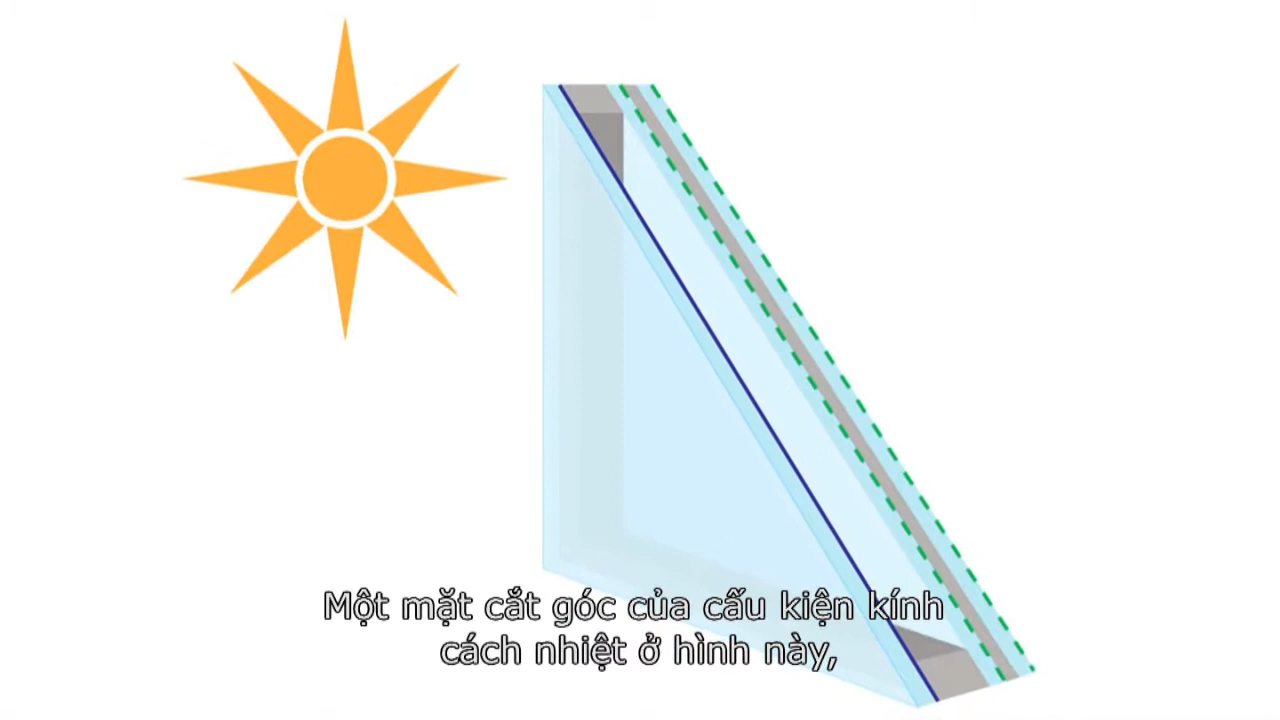 Một mặt cắt góc của cấu kiện kính
cách nhiệt ở hình này,